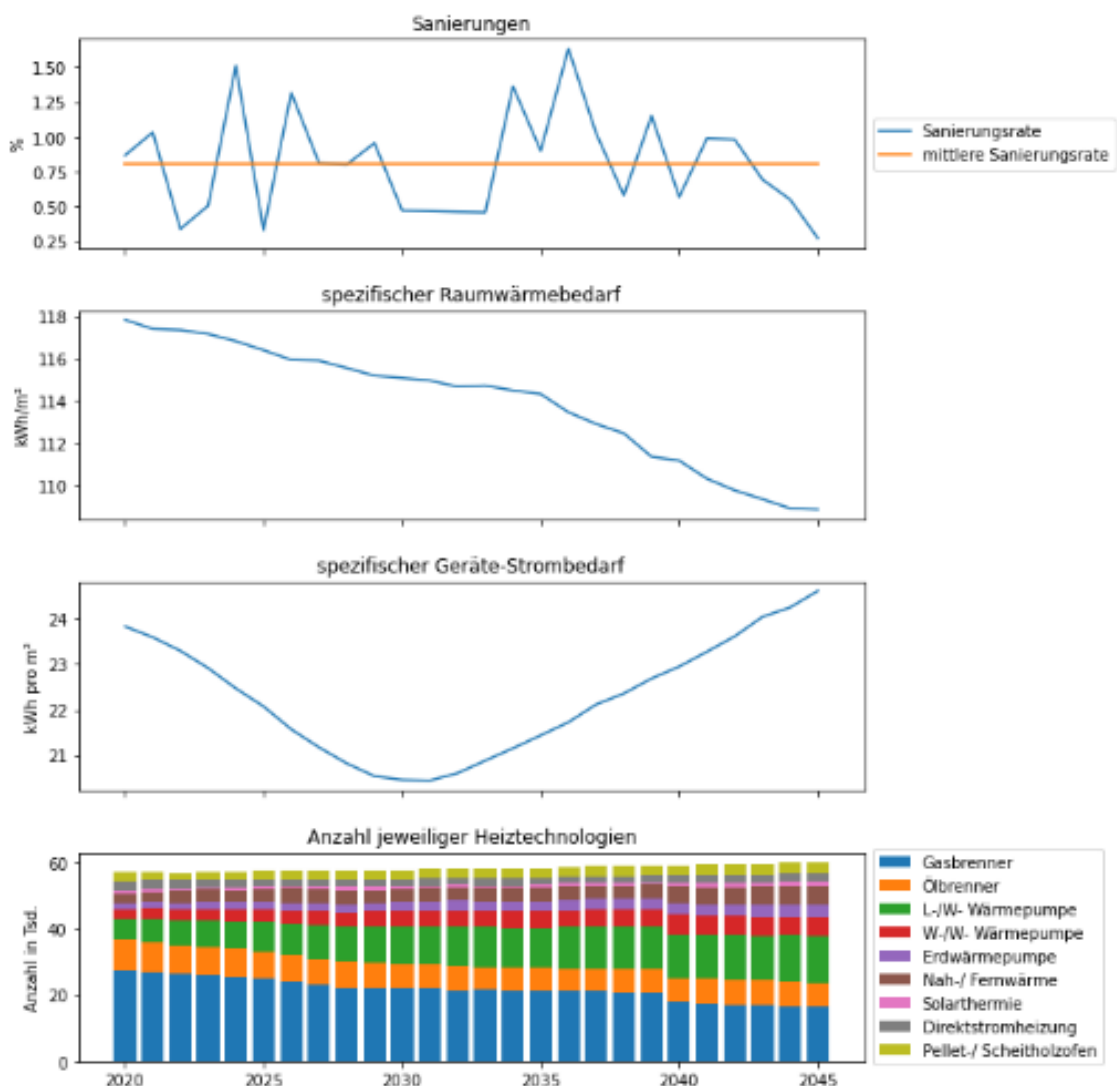 Sanierungen
%
1.50
1.25
1.00
0.75
0.50
0.25
Sanierungsrate
mittlere Sanierungsrate
spezifischer Raumwärmebedarf
kWh/m²
118
116
114
112
110
spezifischer Geräte-Strombedarf
kWh pro m²
24
23
22
21
Anzahl jeweiliger Heiztechnologien
Anzahl in Tsd.
60
40
20
0
2020 2025 2030 2035 2040 2045
Gasbrenner
Ölbrenner
L-/W- Wärmepumpe
W-/W- Wärmepumpe
Erdwärmepumpe
Nah-/ Fernwärme
Solarthermie
Direktstromheizung
Pellet-/ Scheitholzofen